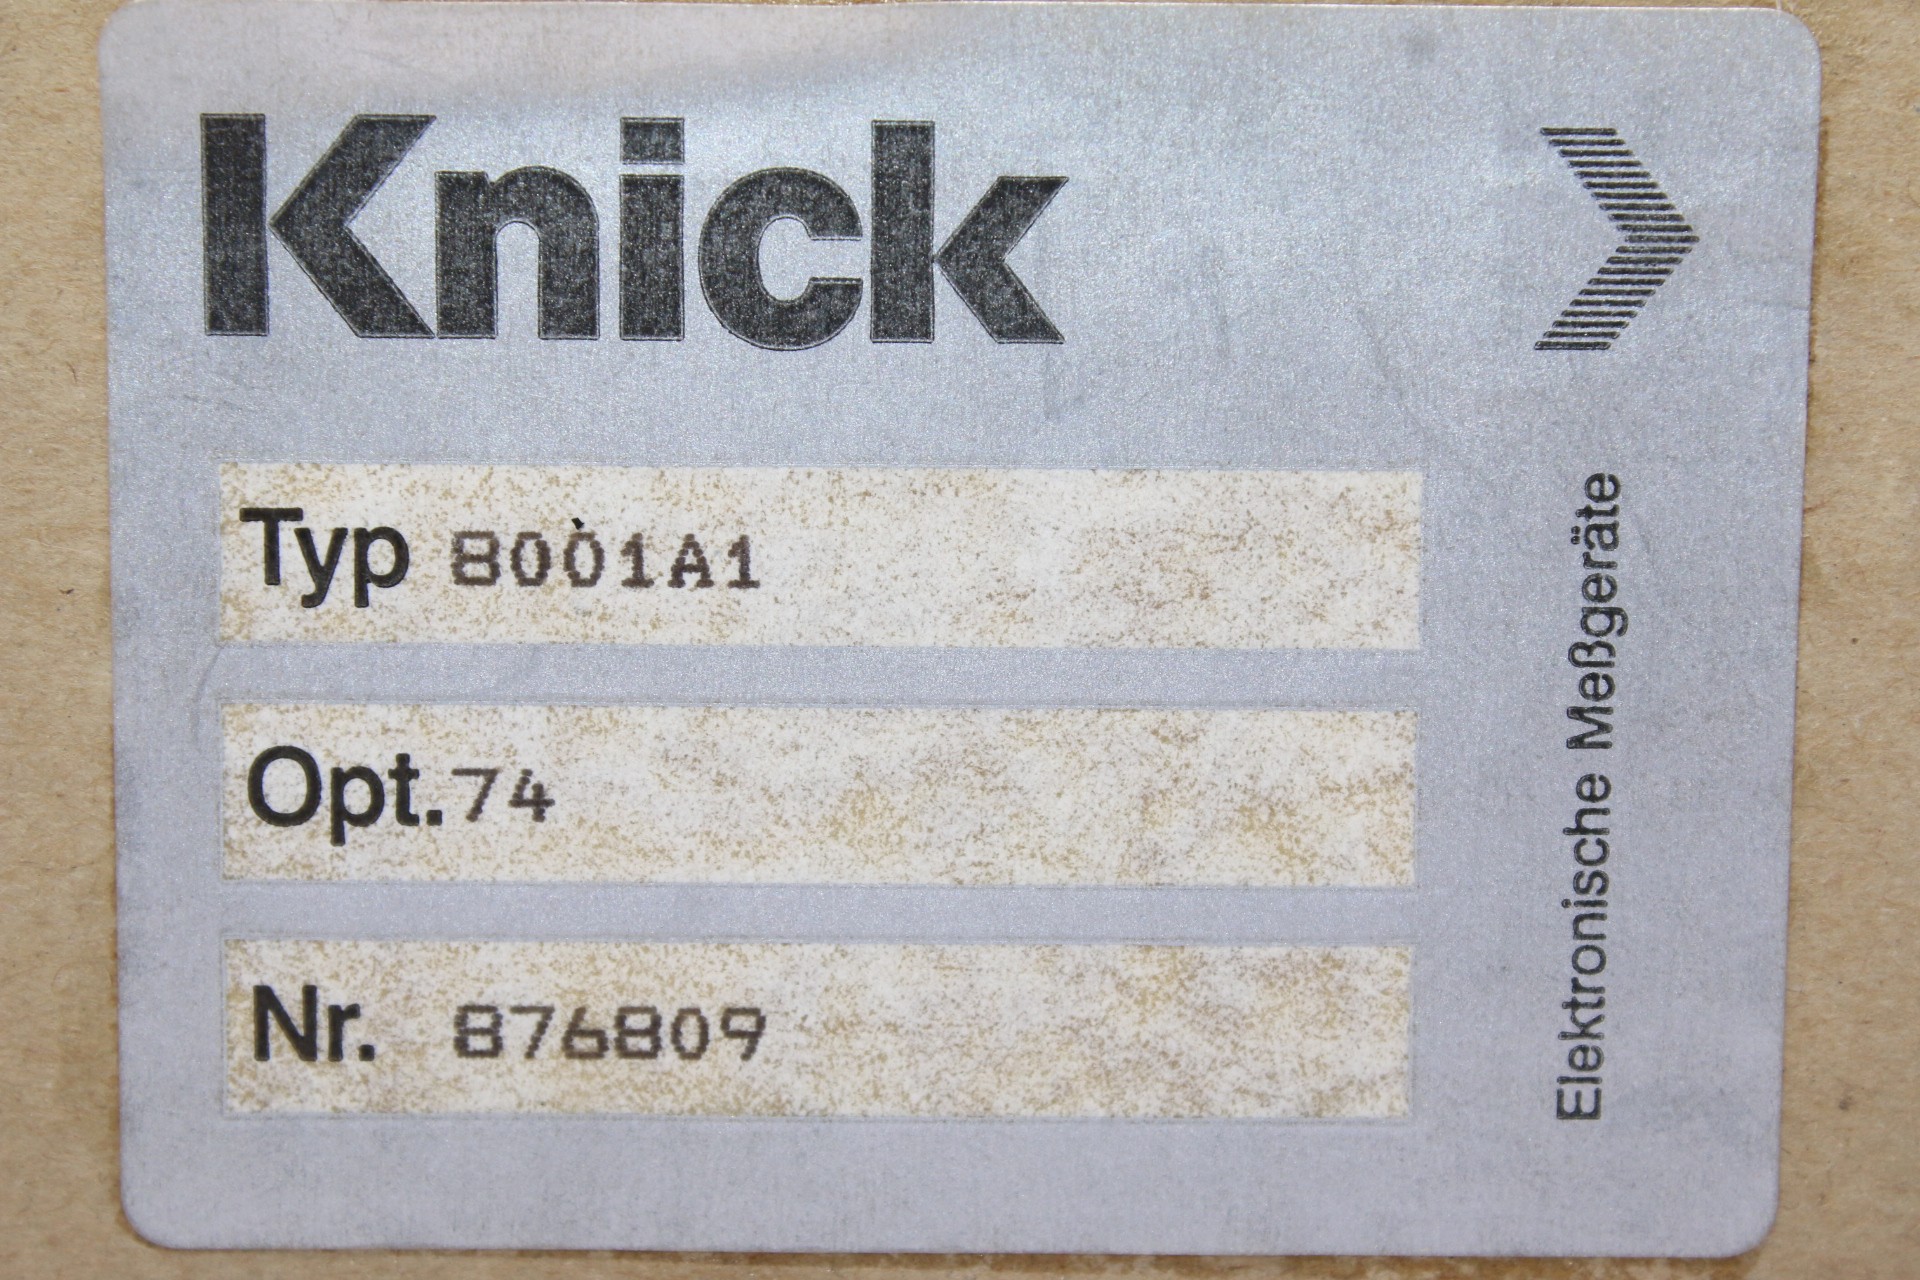 Knick
Typ 8001A1
Opt. 74
Nr. 876809
Elektronische Meßgeräte